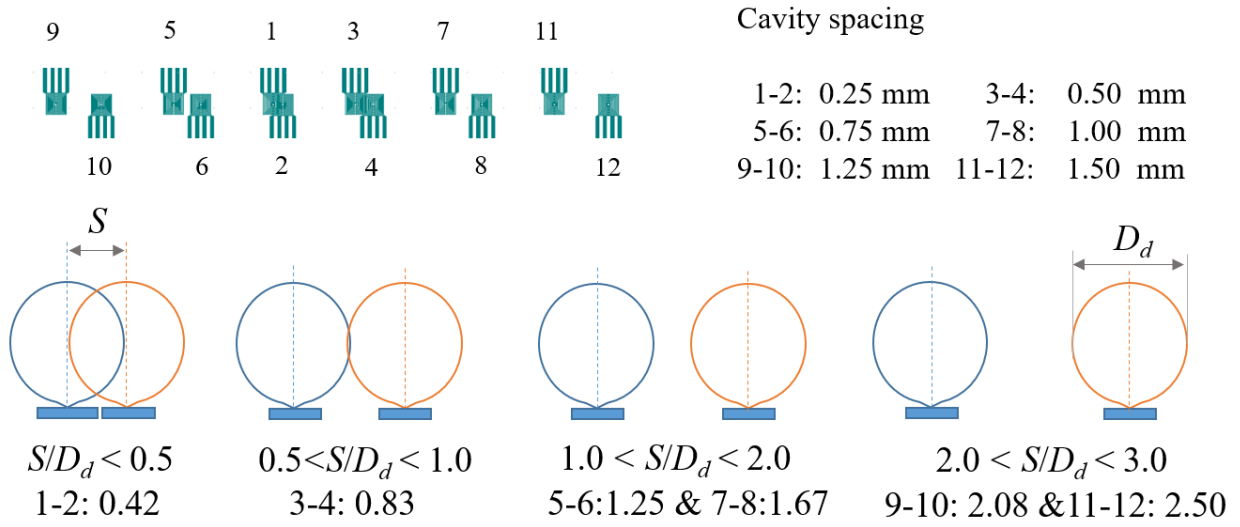 9 5 1 3 7 11
10 6 2 4 8 12
Cavity spacing
1-2: 0.25 mm 3-4: 0.50 mm
5-6: 0.75 mm 7-8: 1.00 mm
9-10: 1.25 mm 11-12: 1.50 mm
S
D_d
S/D_d < 0.5
1-2: 0.42
0.5<S/D_d < 1.0
3-4: 0.83
1.0 < S/D_d < 2.0
5-6:1.25 & 7-8:1.67
2.0 < S/D_d < 3.0
9-10: 2.08 &11-12: 2.50